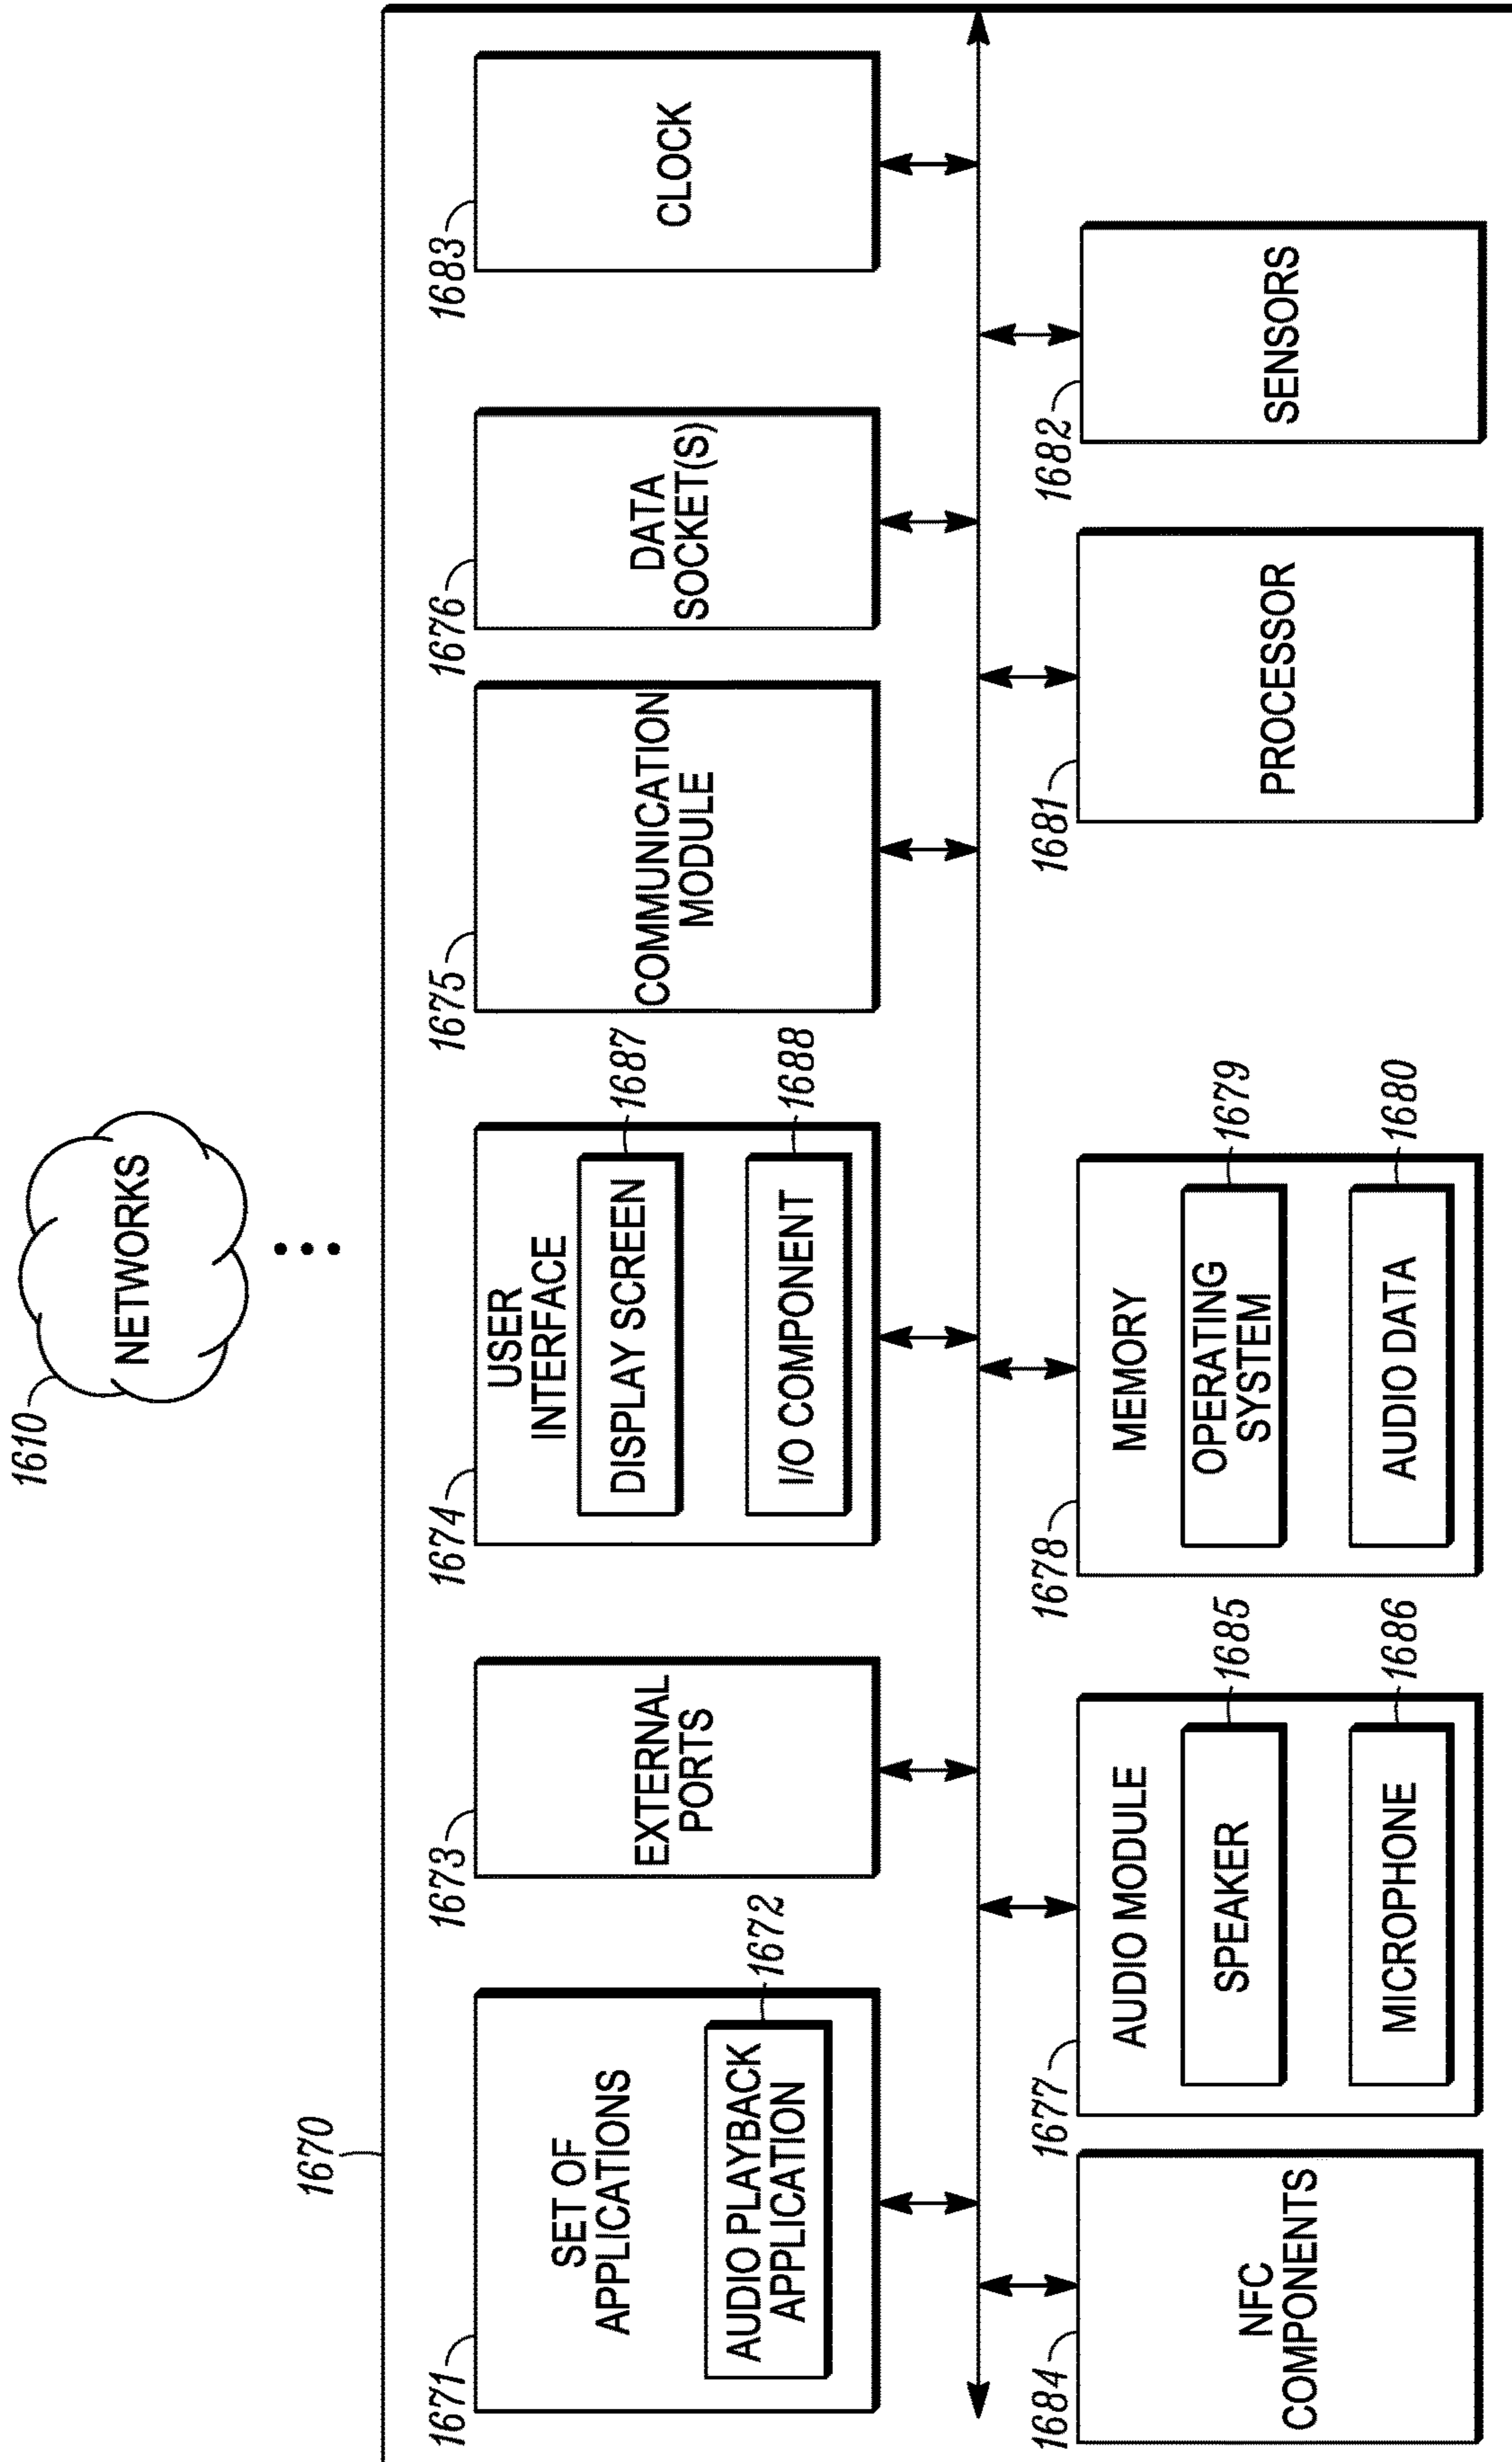 1610
NETWORKS
1670
1671
SET OF
APPLICATIONS
AUDIO PLAYBACK
APPLICATION
1672
1673
EXTERNAL
PORTS
1674
USER
INTERFACE
DISPLAY SCREEN
1687
I/O COMPONENT
1688
1675
COMMUNICATION
MODULE
1676
DATA
SOCKET(S)
1683
CLOCK
1684
NFC
COMPONENTS
1677
AUDIO MODULE
SPEAKER
1685
MICROPHONE
1686
1678
MEMORY
OPERATING
SYSTEM
1679
AUDIO DATA
1680
1681
PROCESSOR
1682
SENSORS